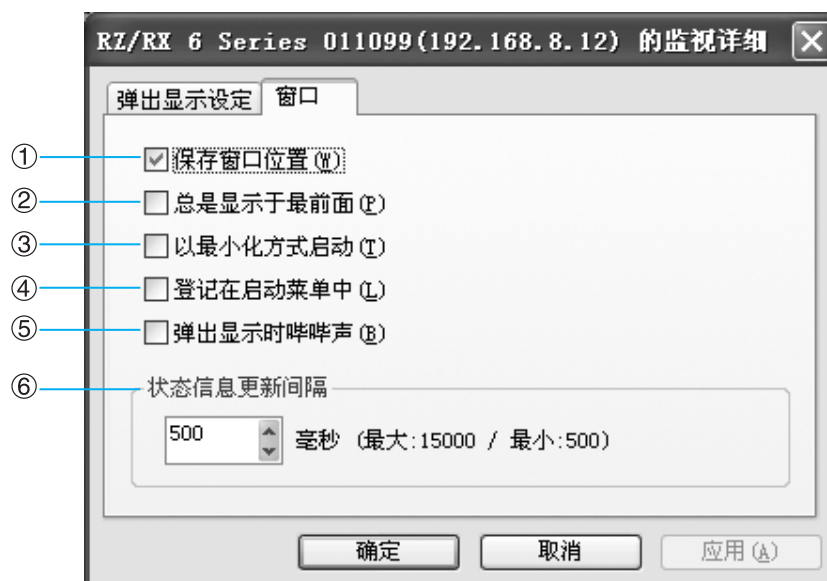 RZ/RX 6 Series 011099(192.168.8.12) 的监视详细
弹出显示设定 窗口
① 保存窗口位置(W)
② 总是显示于最前面(P)
③ 以最小化方式启动(T)
④ 登记在启动菜单中(L)
⑤ 弹出显示时哔哔声(B)
⑥ 状态信息更新间隔
500 毫秒 (最大:15000 / 最小:500)
确定 取消 应用(A)